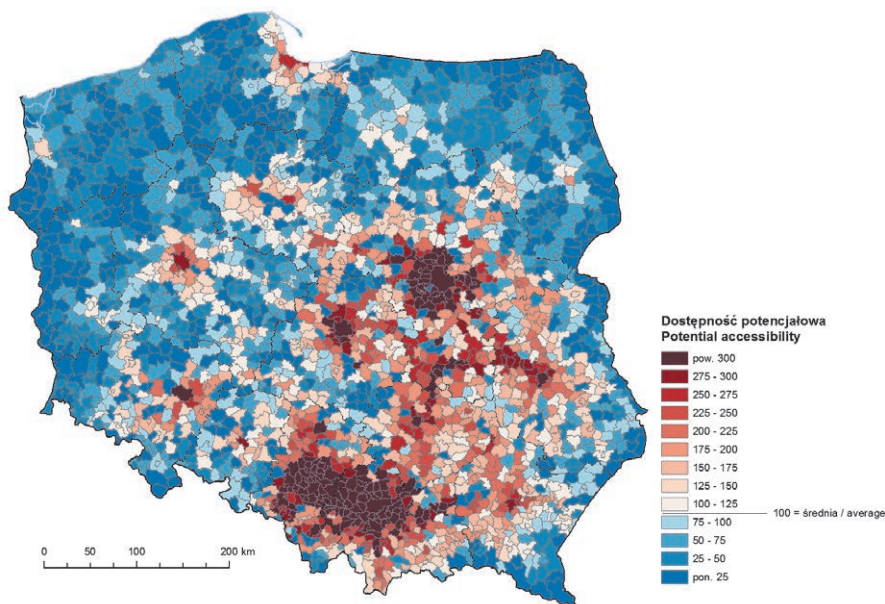 Dostępność potencjałowa
Potential accessibility
pow. 300
275 - 300
250 - 275
225 - 250
200 - 225
175 - 200
150 - 175
125 - 150
100 - 125
100 = średnia / average
75 - 100
50 - 75
25 - 50
pon. 25
0 50 100 200 km